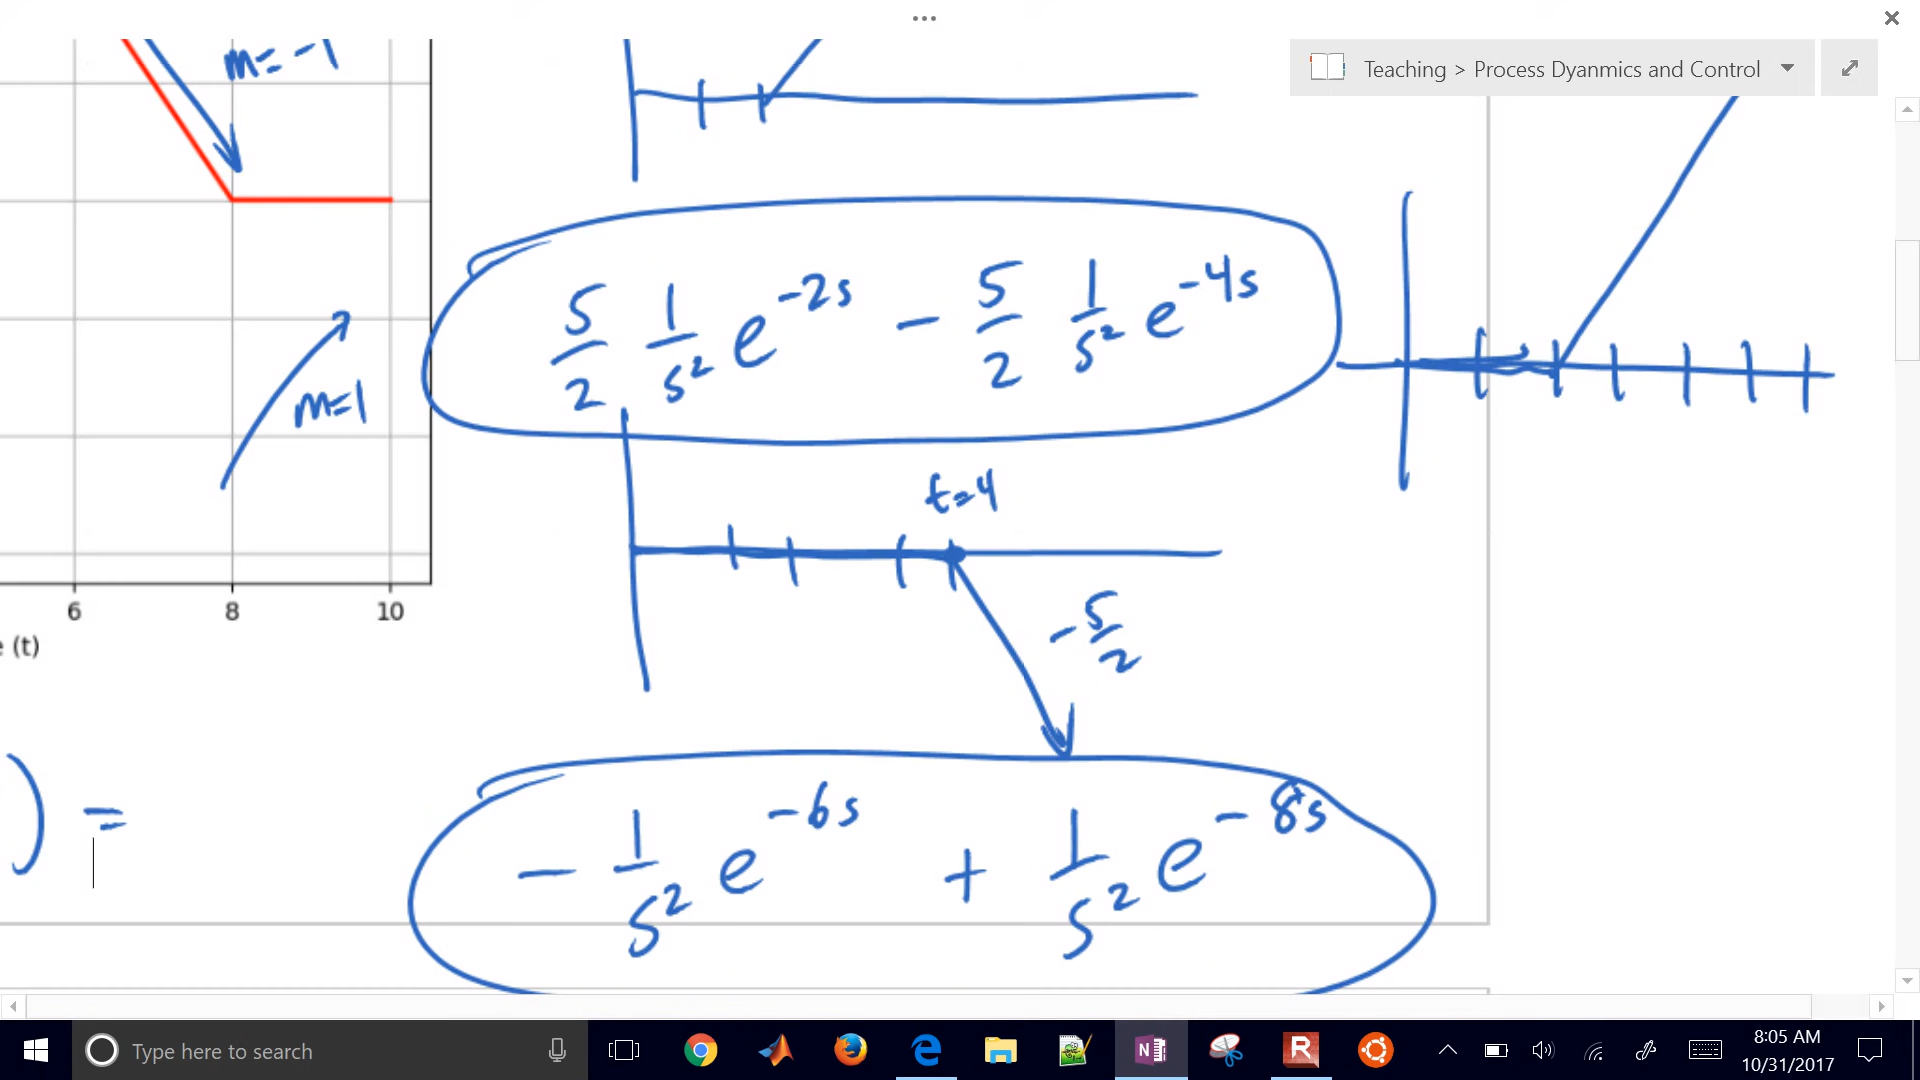 Teaching > Process Dyanmics and Control
m=-1
5/2 1/s² e^-2s - 5/2 1/s² e^-4s
m=1
t=4
-5/2
6 8 10
(t)
) =
- 1/s² e^-6s + 1/s² e^-8s
Type here to search
8:05 AM
10/31/2017